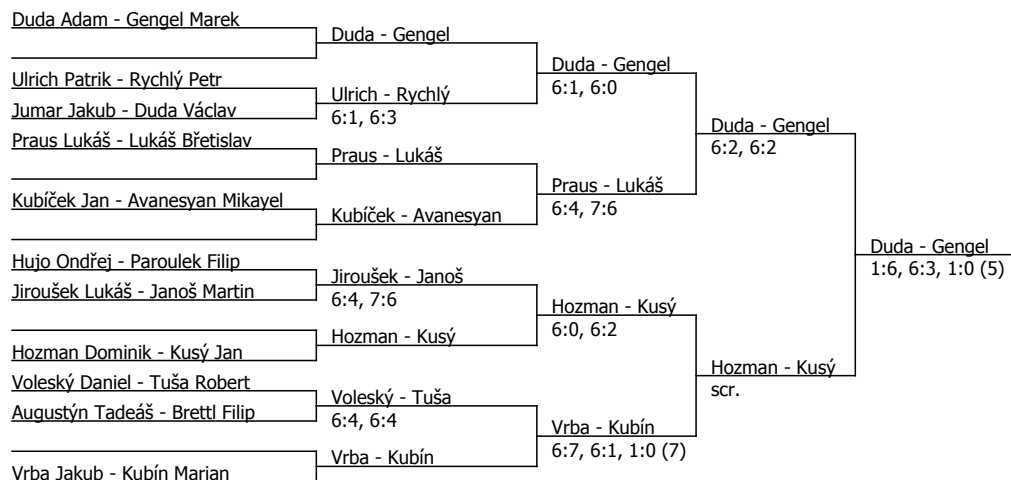 Duda Adam - Gengel Marek
Ulrich Patrik - Rychlý Petr
Jumar Jakub - Duda Václav
Praus Lukáš - Lukáš Břetislav
Kubíček Jan - Avanesyan Mikayel
Hujo Ondřej - Paroulek Filip
Jiroušek Lukáš - Janoš Martin
Hozman Dominik - Kusý Jan
Voleský Daniel - Tuša Robert
Augustýn Tadeáš - Brettl Filip
Vrba Jakub - Kubín Marian
Duda - Gengel
Ulrich - Rychlý
6:1, 6:3
Praus - Lukáš
Kubíček - Avanesyan
Jiroušek - Janoš
6:4, 7:6
Hozman - Kusý
Voleský - Tuša
6:4, 6:4
Vrba - Kubín
Duda - Gengel
6:1, 6:0
Praus - Lukáš
6:4, 7:6
Hozman - Kusý
6:0, 6:2
Vrba - Kubín
6:7, 6:1, 1:0 (7)
Duda - Gengel
6:2, 6:2
Hozman - Kusý
scr.
Duda - Gengel
1:6, 6:3, 1:0 (5)